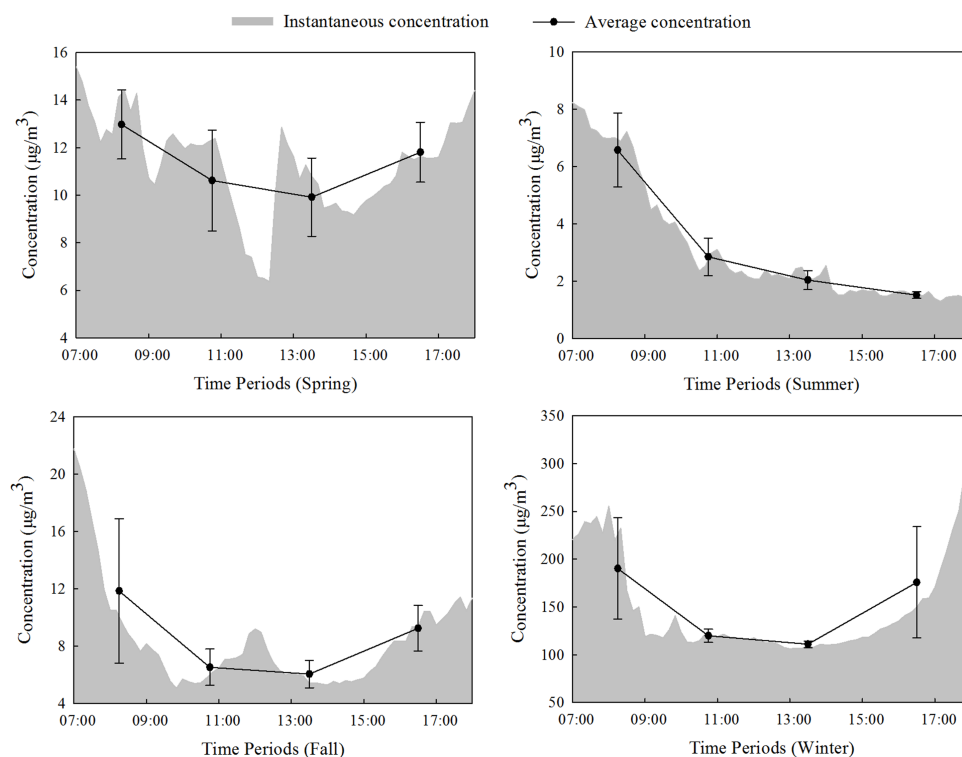 Instantaneous concentration Average concentration
16
14
12
10
8
6
4
Concentration (μg/m³)
07:00 09:00 11:00 13:00 15:00 17:00
Time Periods (Spring)
10
8
6
4
2
0
Concentration (μg/m³)
07:00 09:00 11:00 13:00 15:00 17:00
Time Periods (Summer)
24
20
16
12
8
4
Concentration (μg/m³)
07:00 09:00 11:00 13:00 15:00 17:00
Time Periods (Fall)
350
300
250
200
150
100
50
Concentration (μg/m³)
07:00 09:00 11:00 13:00 15:00 17:00
Time Periods (Winter)